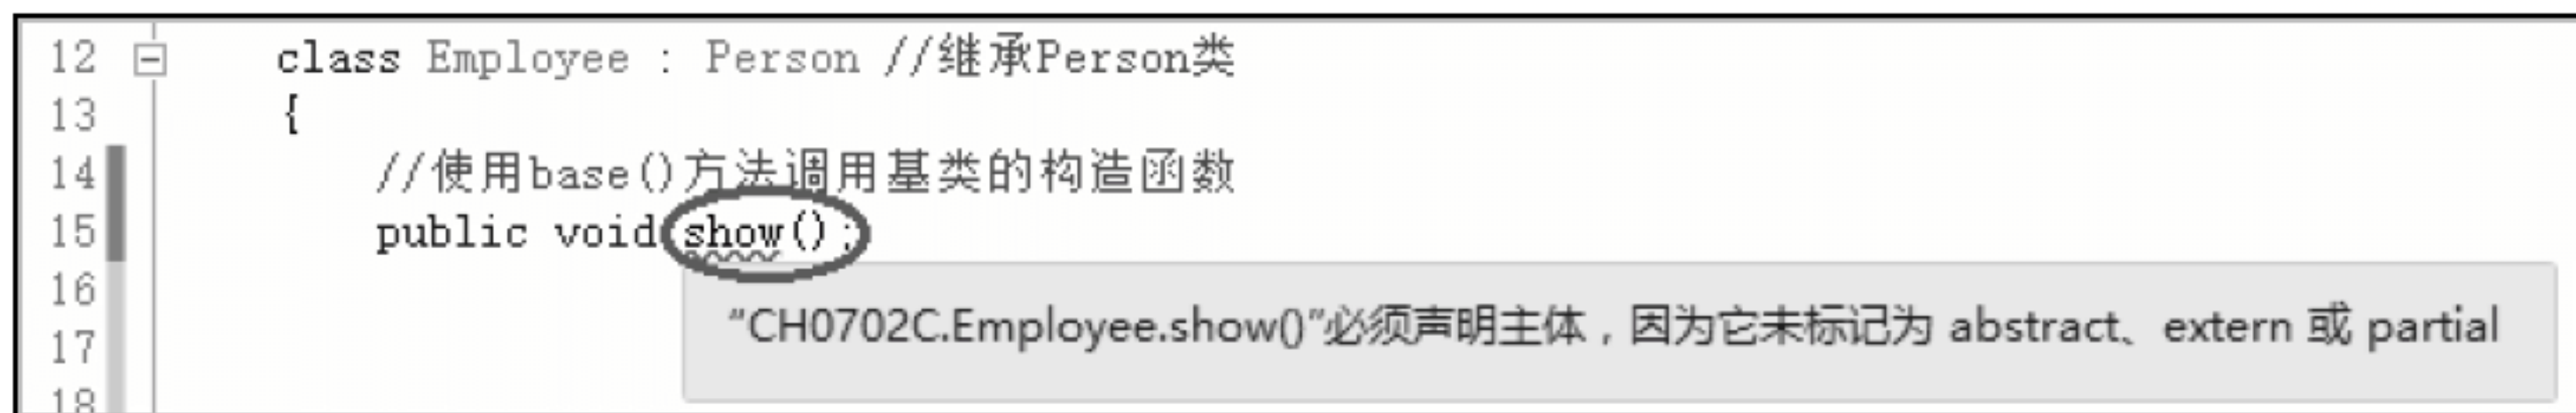 12 class Employee : Person //继承Person类
13 {
14 //使用base()方法调用基类的构造函数
15 public void show();
16
“CH0702C.Employee.show()”必须声明主体，因为它未标记为 abstract、extern 或 partial
17
18